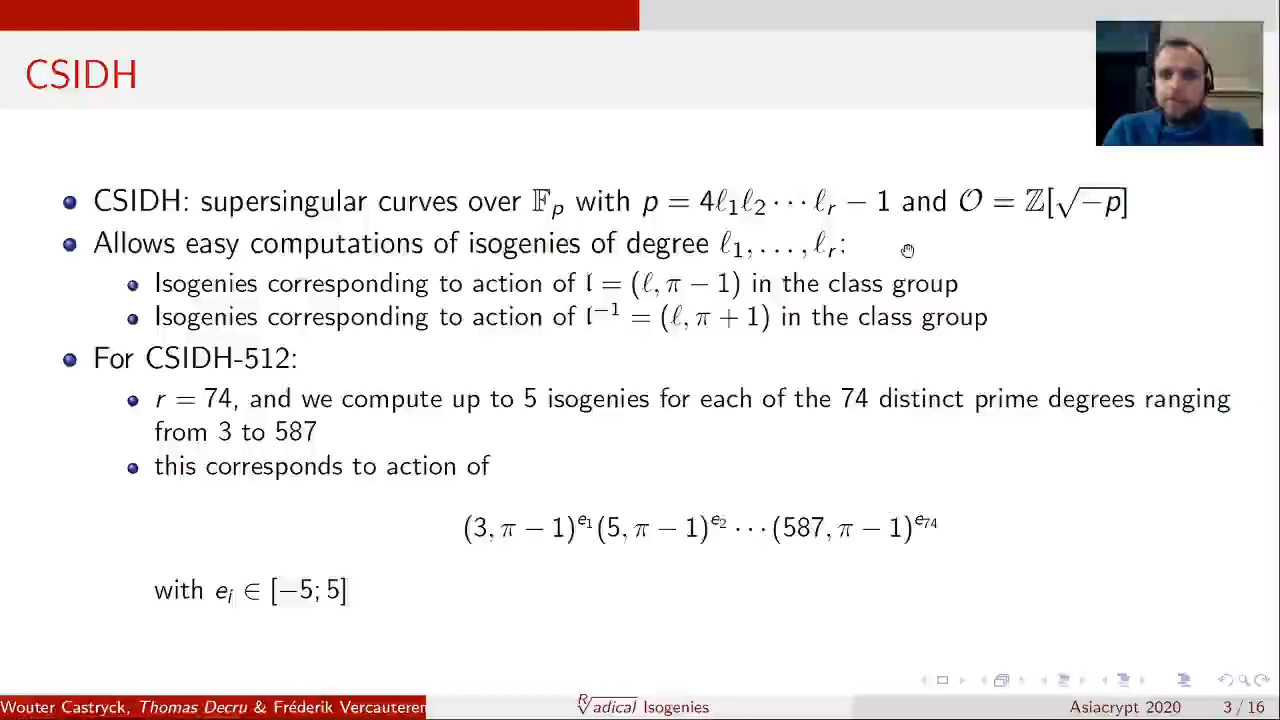 CSIDH
CSIDH: supersingular curves over 𝔽ₚ with p = 4ℓ₁ℓ₂ ··· ℓᵣ − 1 and 𝒪 = ℤ[√−p]
Allows easy computations of isogenies of degree ℓ₁, . . . , ℓᵣ:
Isogenies corresponding to action of 𝔩 = (ℓ, π − 1) in the class group
Isogenies corresponding to action of 𝔩⁻¹ = (ℓ, π + 1) in the class group
For CSIDH-512:
r = 74, and we compute up to 5 isogenies for each of the 74 distinct prime degrees ranging
from 3 to 587
this corresponds to action of
(3, π − 1)^{e₁}(5, π − 1)^{e₂} ··· (587, π − 1)^{e₇₄}
with eᵢ ∈ [−5; 5]
Wouter Castryck, Thomas Decru & Fréderik Vercauteren
ᴿ√adical Isogenies
Asiacrypt 2020
3 / 16